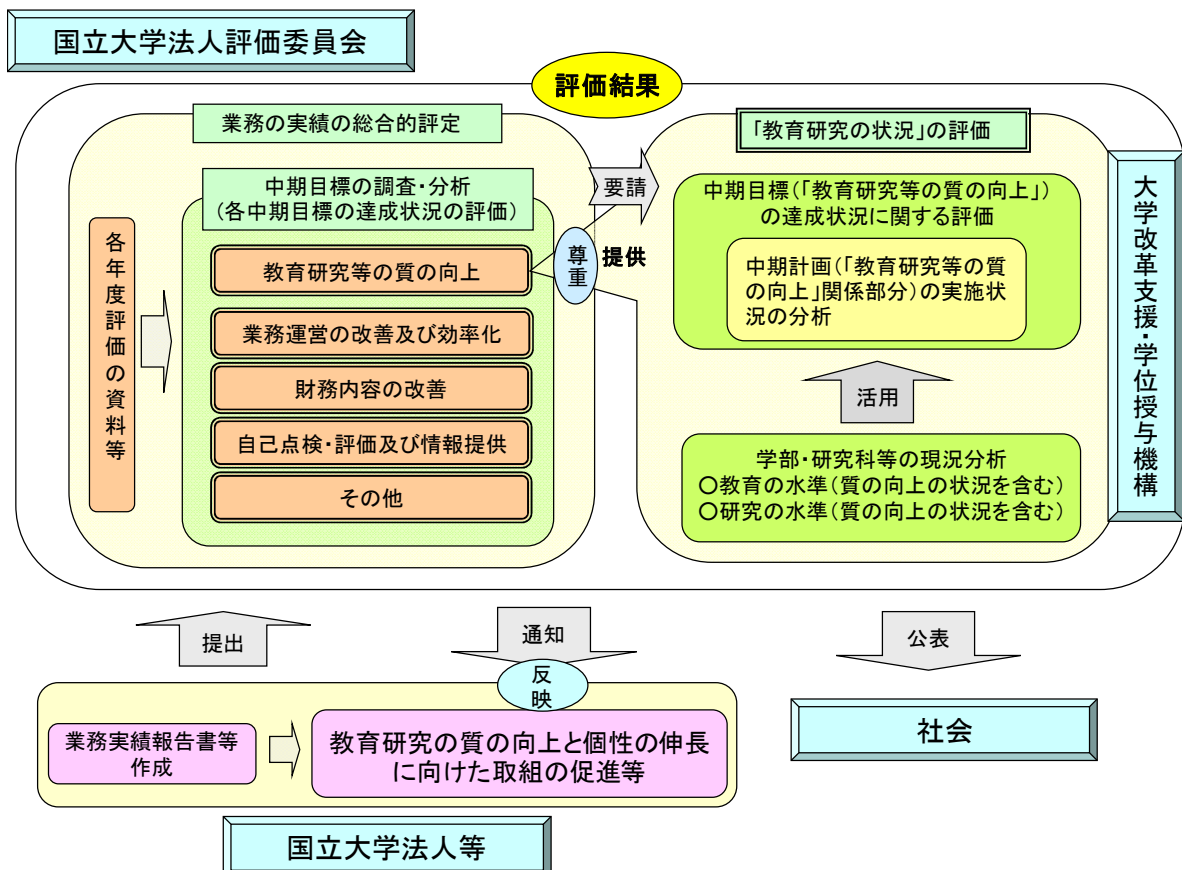 国立大学法人評価委員会
評価結果
業務の実績の総合的評定
中期目標の調査・分析
(各中期目標の達成状況の評価)
各年度評価の資料等
教育研究等の質の向上
業務運営の改善及び効率化
財務内容の改善
自己点検・評価及び情報提供
その他
要請
尊重
提供
「教育研究の状況」の評価
中期目標(「教育研究等の質の向上」)
の達成状況に関する評価
中期計画(「教育研究等の質
の向上」関係部分)の実施状
況の分析
活用
学部・研究科等の現況分析
○教育の水準(質の向上の状況を含む)
○研究の水準(質の向上の状況を含む)
大学改革支援・学位授与機構
提出
通知
公表
反映
業務実績報告書等
作成
教育研究の質の向上と個性の伸長
に向けた取組の促進等
社会
国立大学法人等